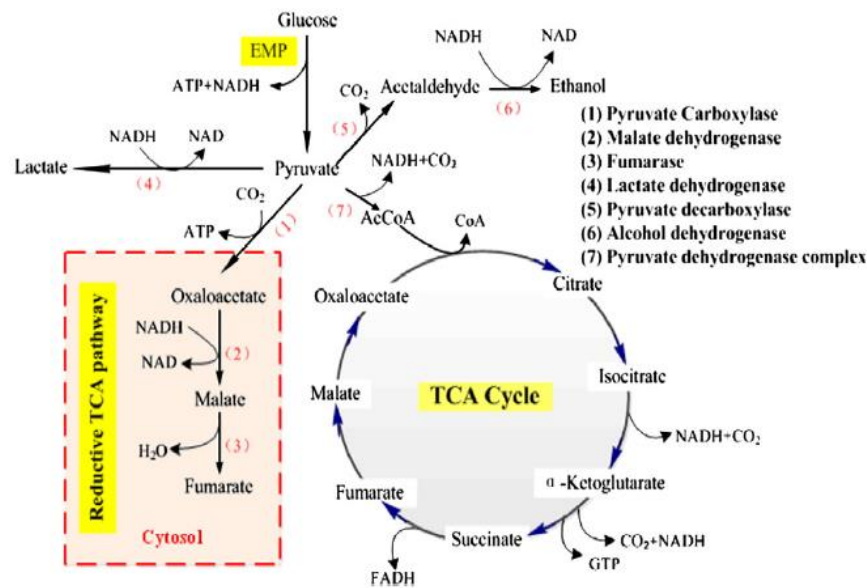 Glucose
EMP
ATP+NADH
NADH
NAD
CO₂
Acetaldehyde
Ethanol
(5)
(6)
(1) Pyruvate Carboxylase
(2) Malate dehydrogenase
(3) Fumarase
(4) Lactate dehydrogenase
(5) Pyruvate decarboxylase
(6) Alcohol dehydrogenase
(7) Pyruvate dehydrogenase complex
NADH
NAD
Lactate
(4)
Pyruvate
NADH+CO₂
CO₂
(1)
(7)
AcCoA
CoA
ATP
Reductive TCA pathway
Oxaloacetate
NADH
(2)
NAD
Malate
H₂O
(3)
Fumarate
Cytosol
TCA Cycle
Oxaloacetate
Citrate
Isocitrate
NADH+CO₂
α-Ketoglutarate
CO₂+NADH
GTP
Succinate
FADH
Fumarate
Malate